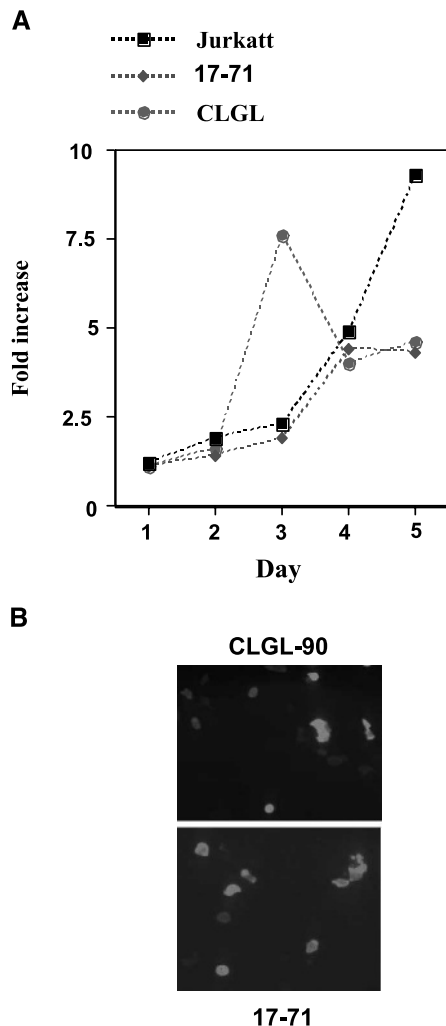 A
Jurkatt
17-71
CLGL
10
7.5
5
2.5
0
Fold increase
1 2 3 4 5
Day
B
CLGL-90
17-71